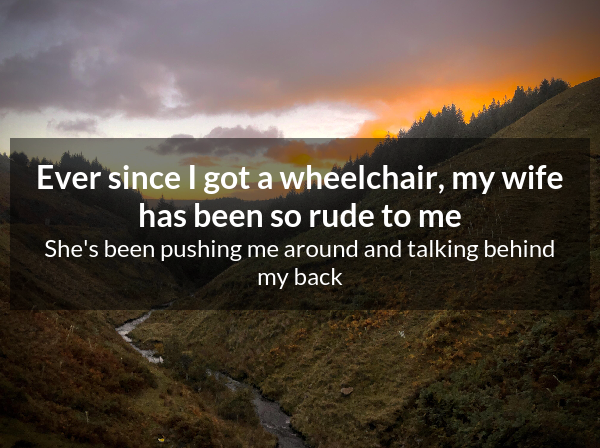 Ever since I got a wheelchair, my wife
has been so rude to me
She's been pushing me around and talking behind
my back